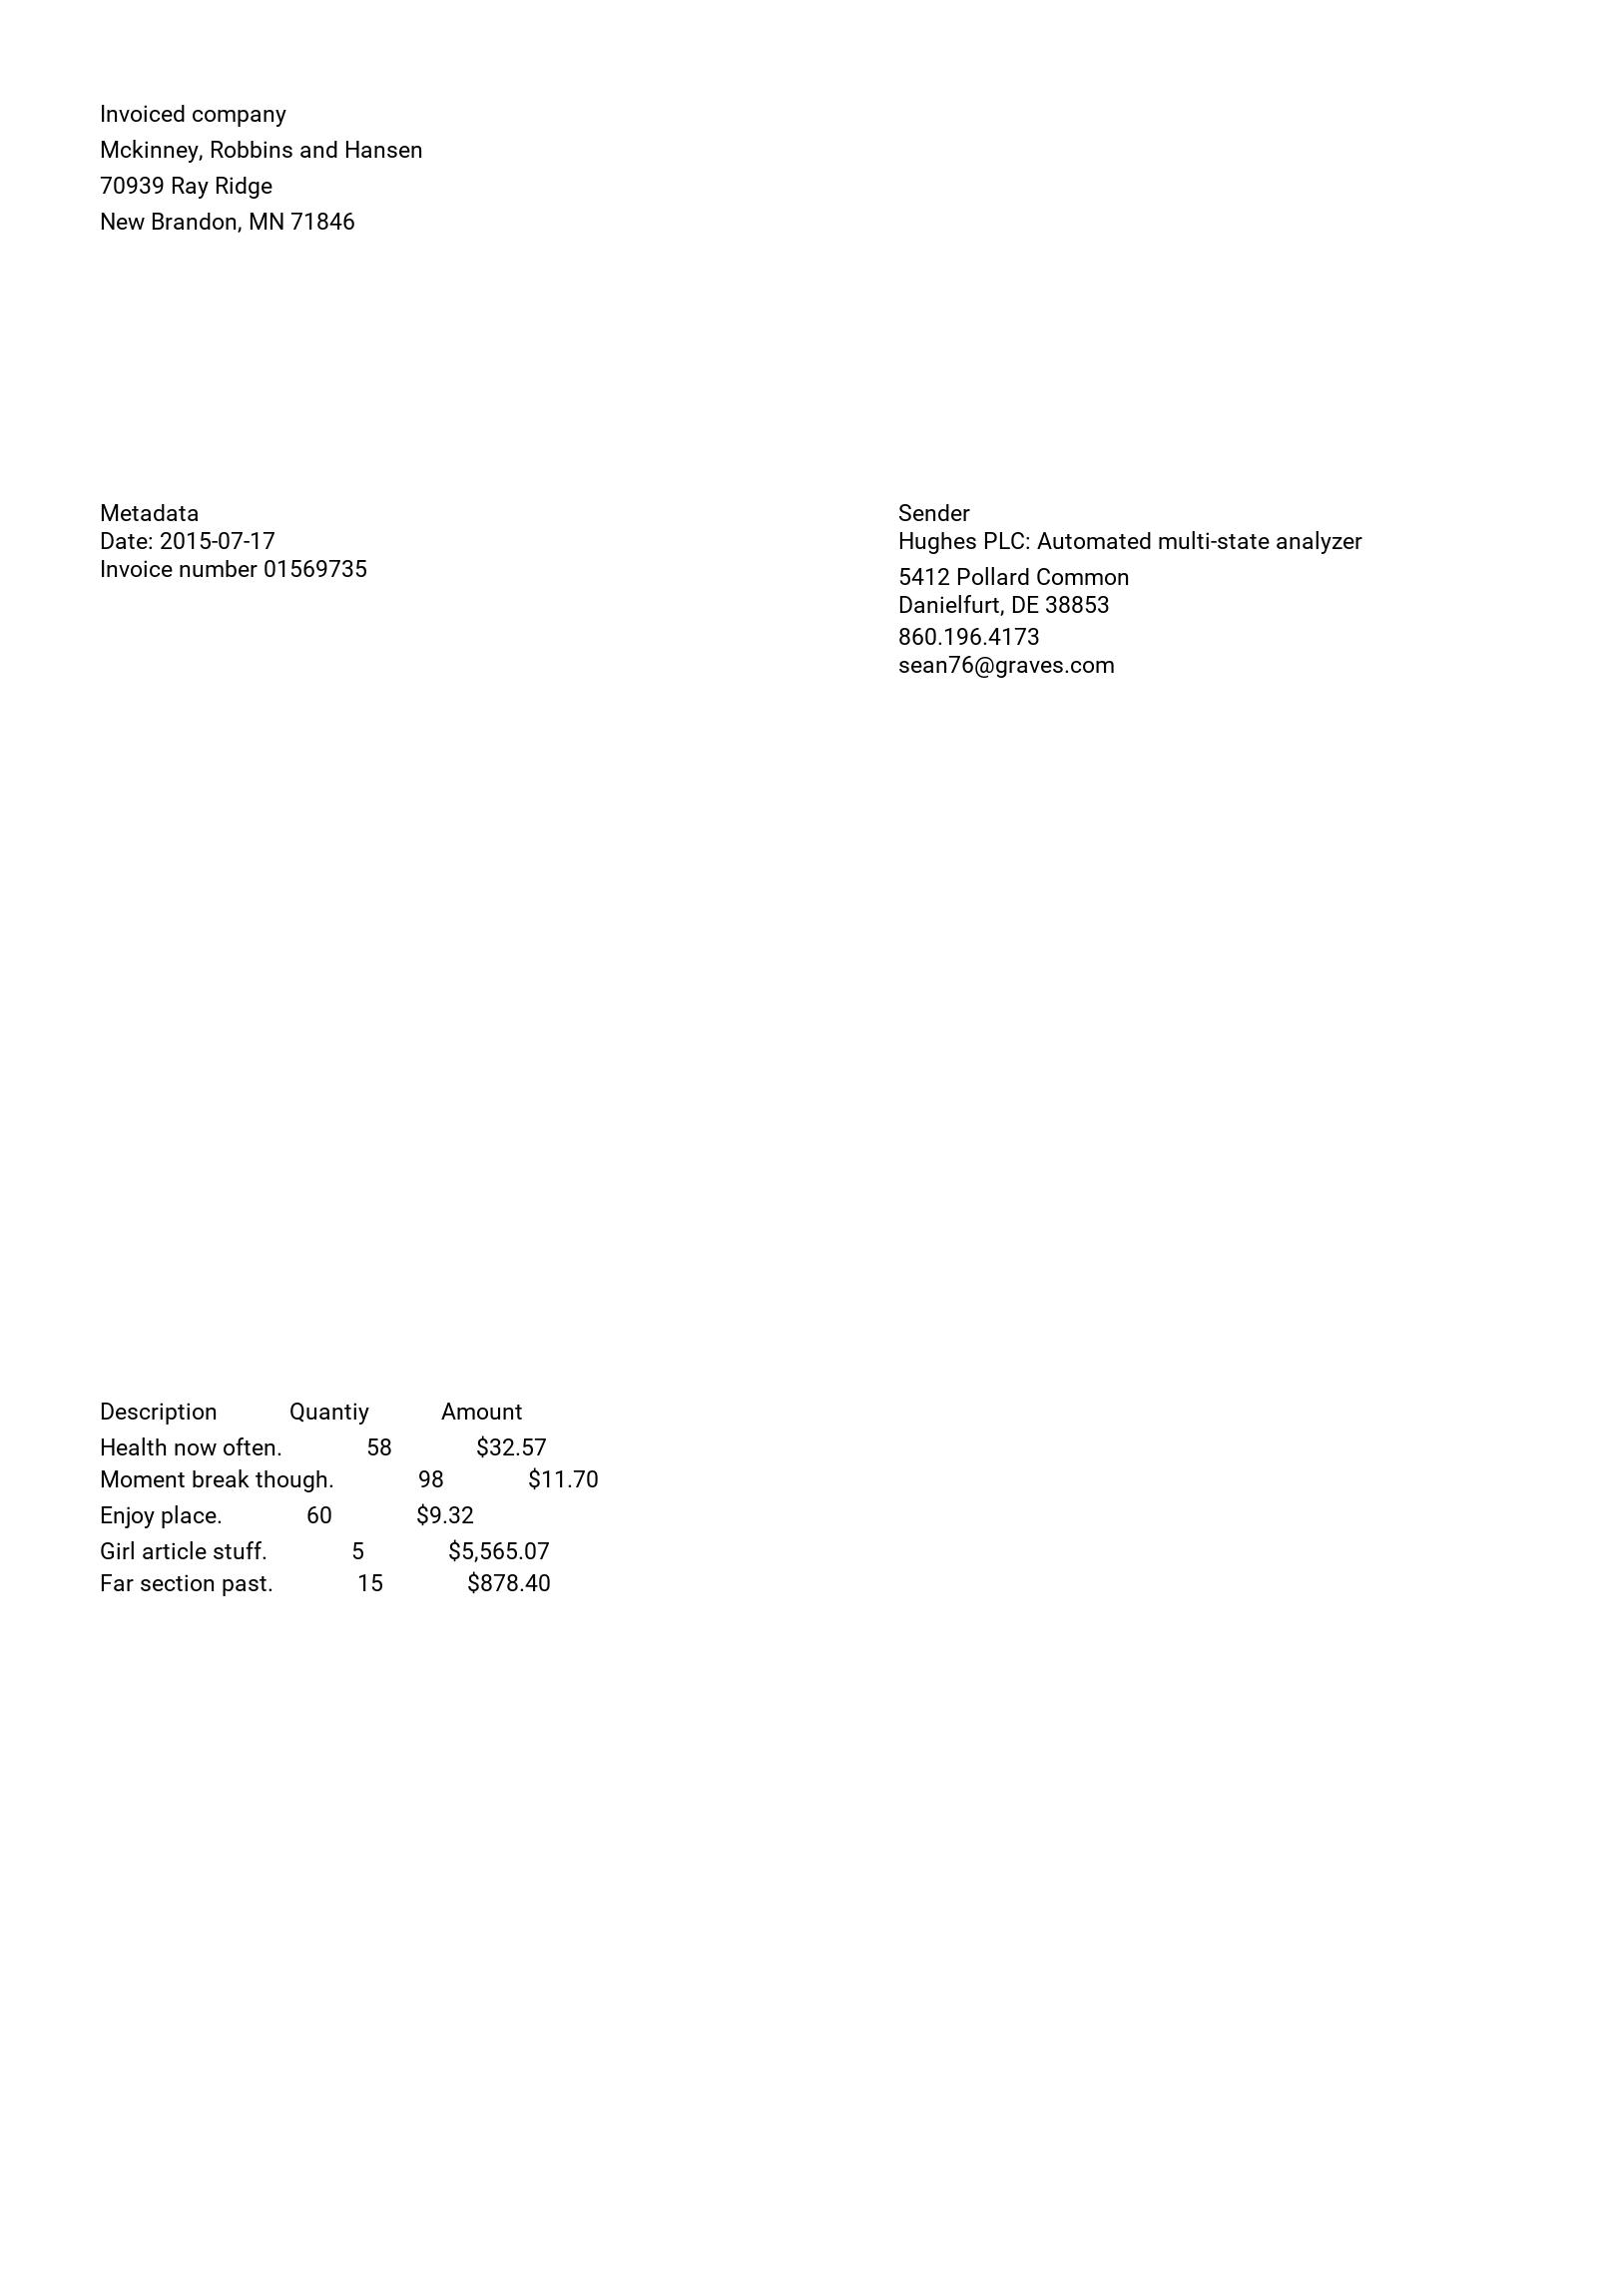 Invoiced company
Mckinney, Robbins and Hansen
70939 Ray Ridge
New Brandon, MN 71846
Metadata
Date: 2015-07-17
Invoice number 01569735
Sender
Hughes PLC: Automated multi-state analyzer
5412 Pollard Common
Danielfurt, DE 38853
860.196.4173
sean76@graves.com
Description Quantiy Amount
Health now often. 58 $32.57
Moment break though. 98 $11.70
Enjoy place. 60 $9.32
Girl article stuff. 5 $5,565.07
Far section past. 15 $878.40